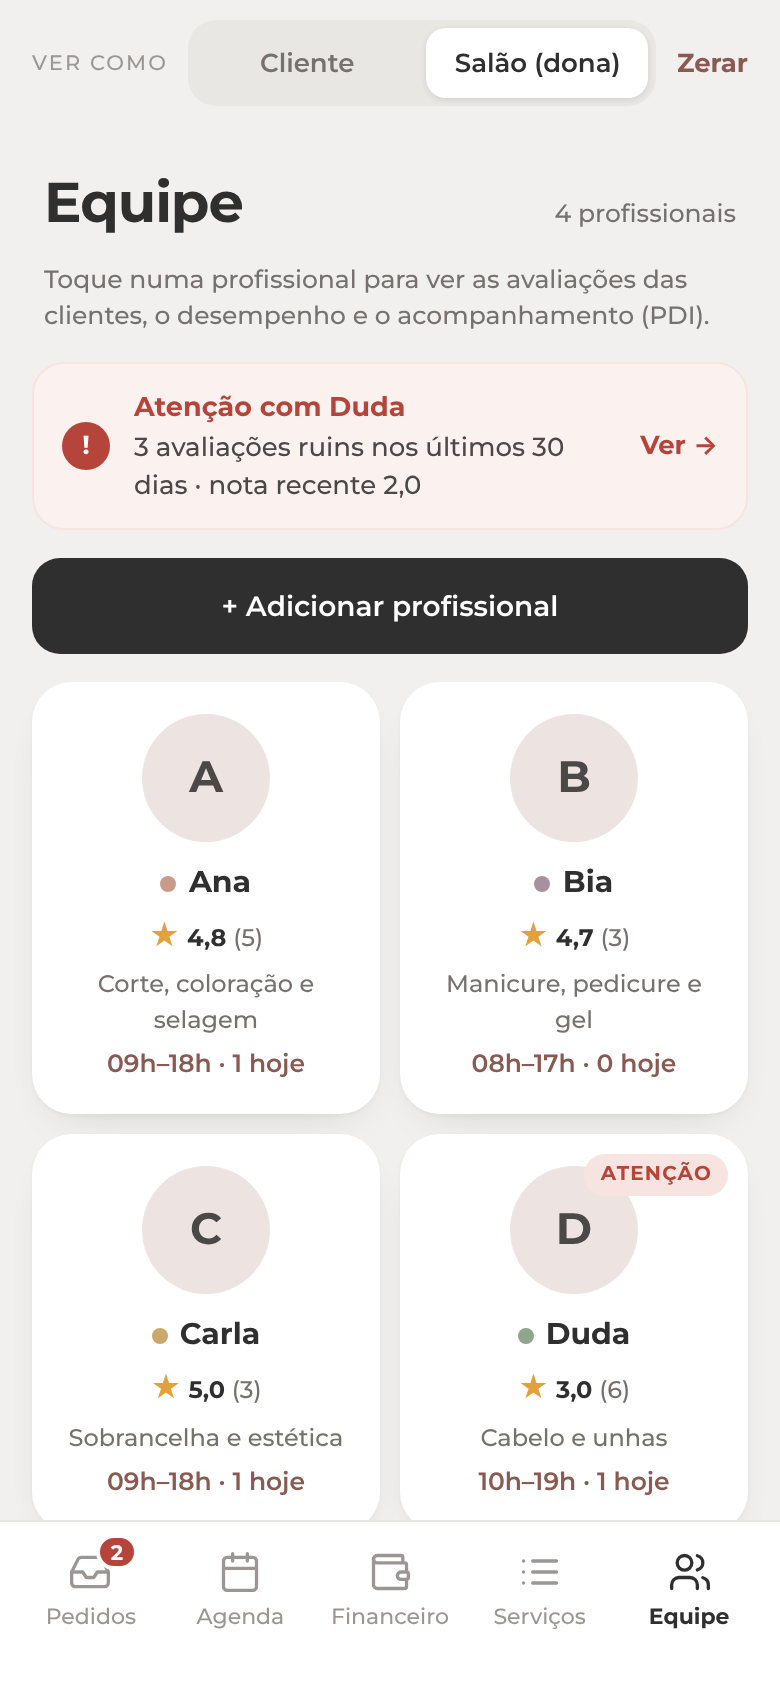 VER COMO Cliente Salão (dona) Zerar
Equipe 4 profissionais
Toque numa profissional para ver as avaliações das
clientes, o desempenho e o acompanhamento (PDI).
! Atenção com Duda
3 avaliações ruins nos últimos 30
dias · nota recente 2,0
Ver →
+ Adicionar profissional
A
Ana
★ 4,8 (5)
Corte, coloração e
selagem
09h–18h · 1 hoje
B
Bia
★ 4,7 (3)
Manicure, pedicure e
gel
08h–17h · 0 hoje
C
Carla
★ 5,0 (3)
Sobrancelha e estética
09h–18h · 1 hoje
ATENÇÃO
D
Duda
★ 3,0 (6)
Cabelo e unhas
10h–19h · 1 hoje
2
Pedidos Agenda Financeiro Serviços Equipe